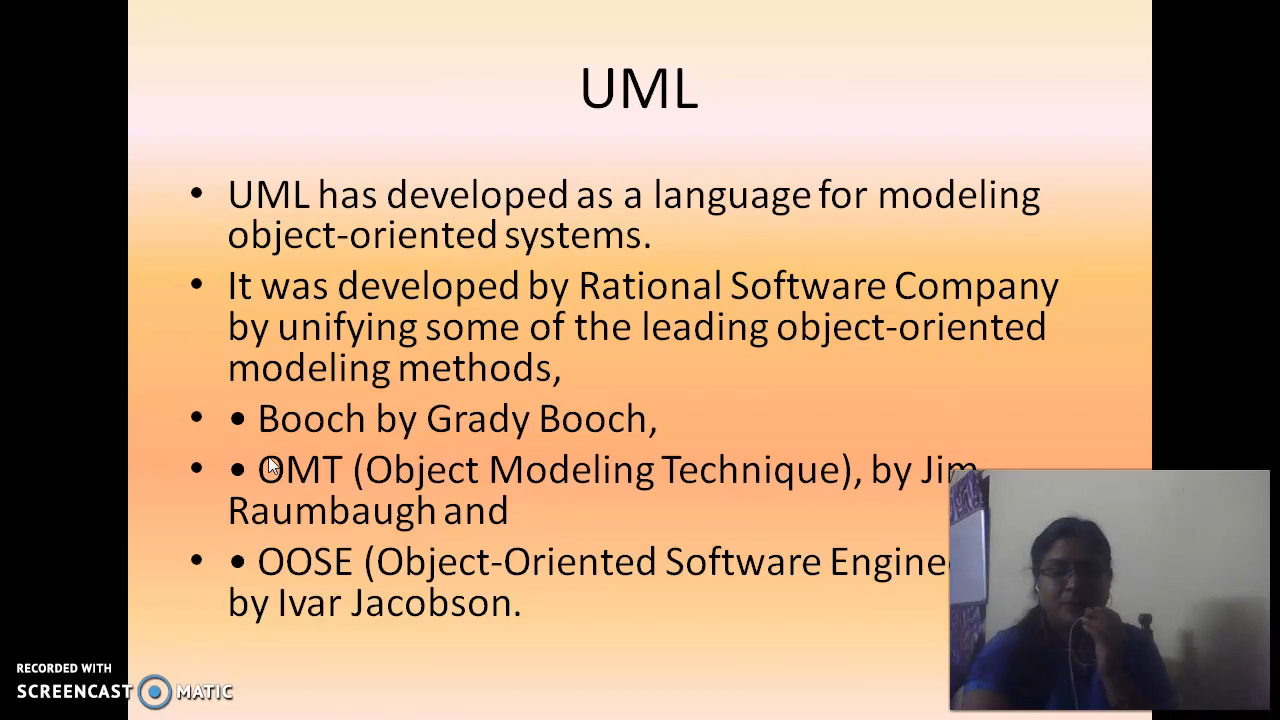 UML
• UML has developed as a language for modeling
object-oriented systems.
• It was developed by Rational Software Company
by unifying some of the leading object-oriented
modeling methods,
• • Booch by Grady Booch,
• • OMT (Object Modeling Technique), by Jim
Raumbaugh and
• • OOSE (Object-Oriented Software
by Ivar Jacobson.
RECORDED WITH
SCREENCAST MATIC